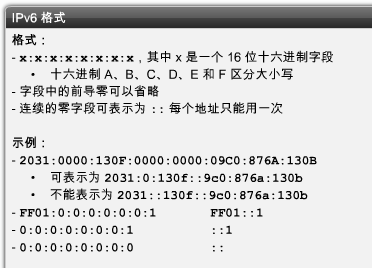 IPv6 格式
格式：
- x:x:x:x:x:x:x:x，其中 x 是一个 16 位十六进制字段
• 十六进制 A、B、C、D、E 和 F 区分大小写
- 字段中的前导零可以省略
- 连续的零字段可表示为 :: 每个地址只能用一次
示例：
- 2031:0000:130F:0000:0000:09C0:876A:130B
• 可表示为 2031:0:130f::9c0:876a:130b
• 不能表示为 2031::130f::9c0:876a:130b
- FF01:0:0:0:0:0:0:1 FF01::1
- 0:0:0:0:0:0:0:1 ::1
- 0:0:0:0:0:0:0:0 ::